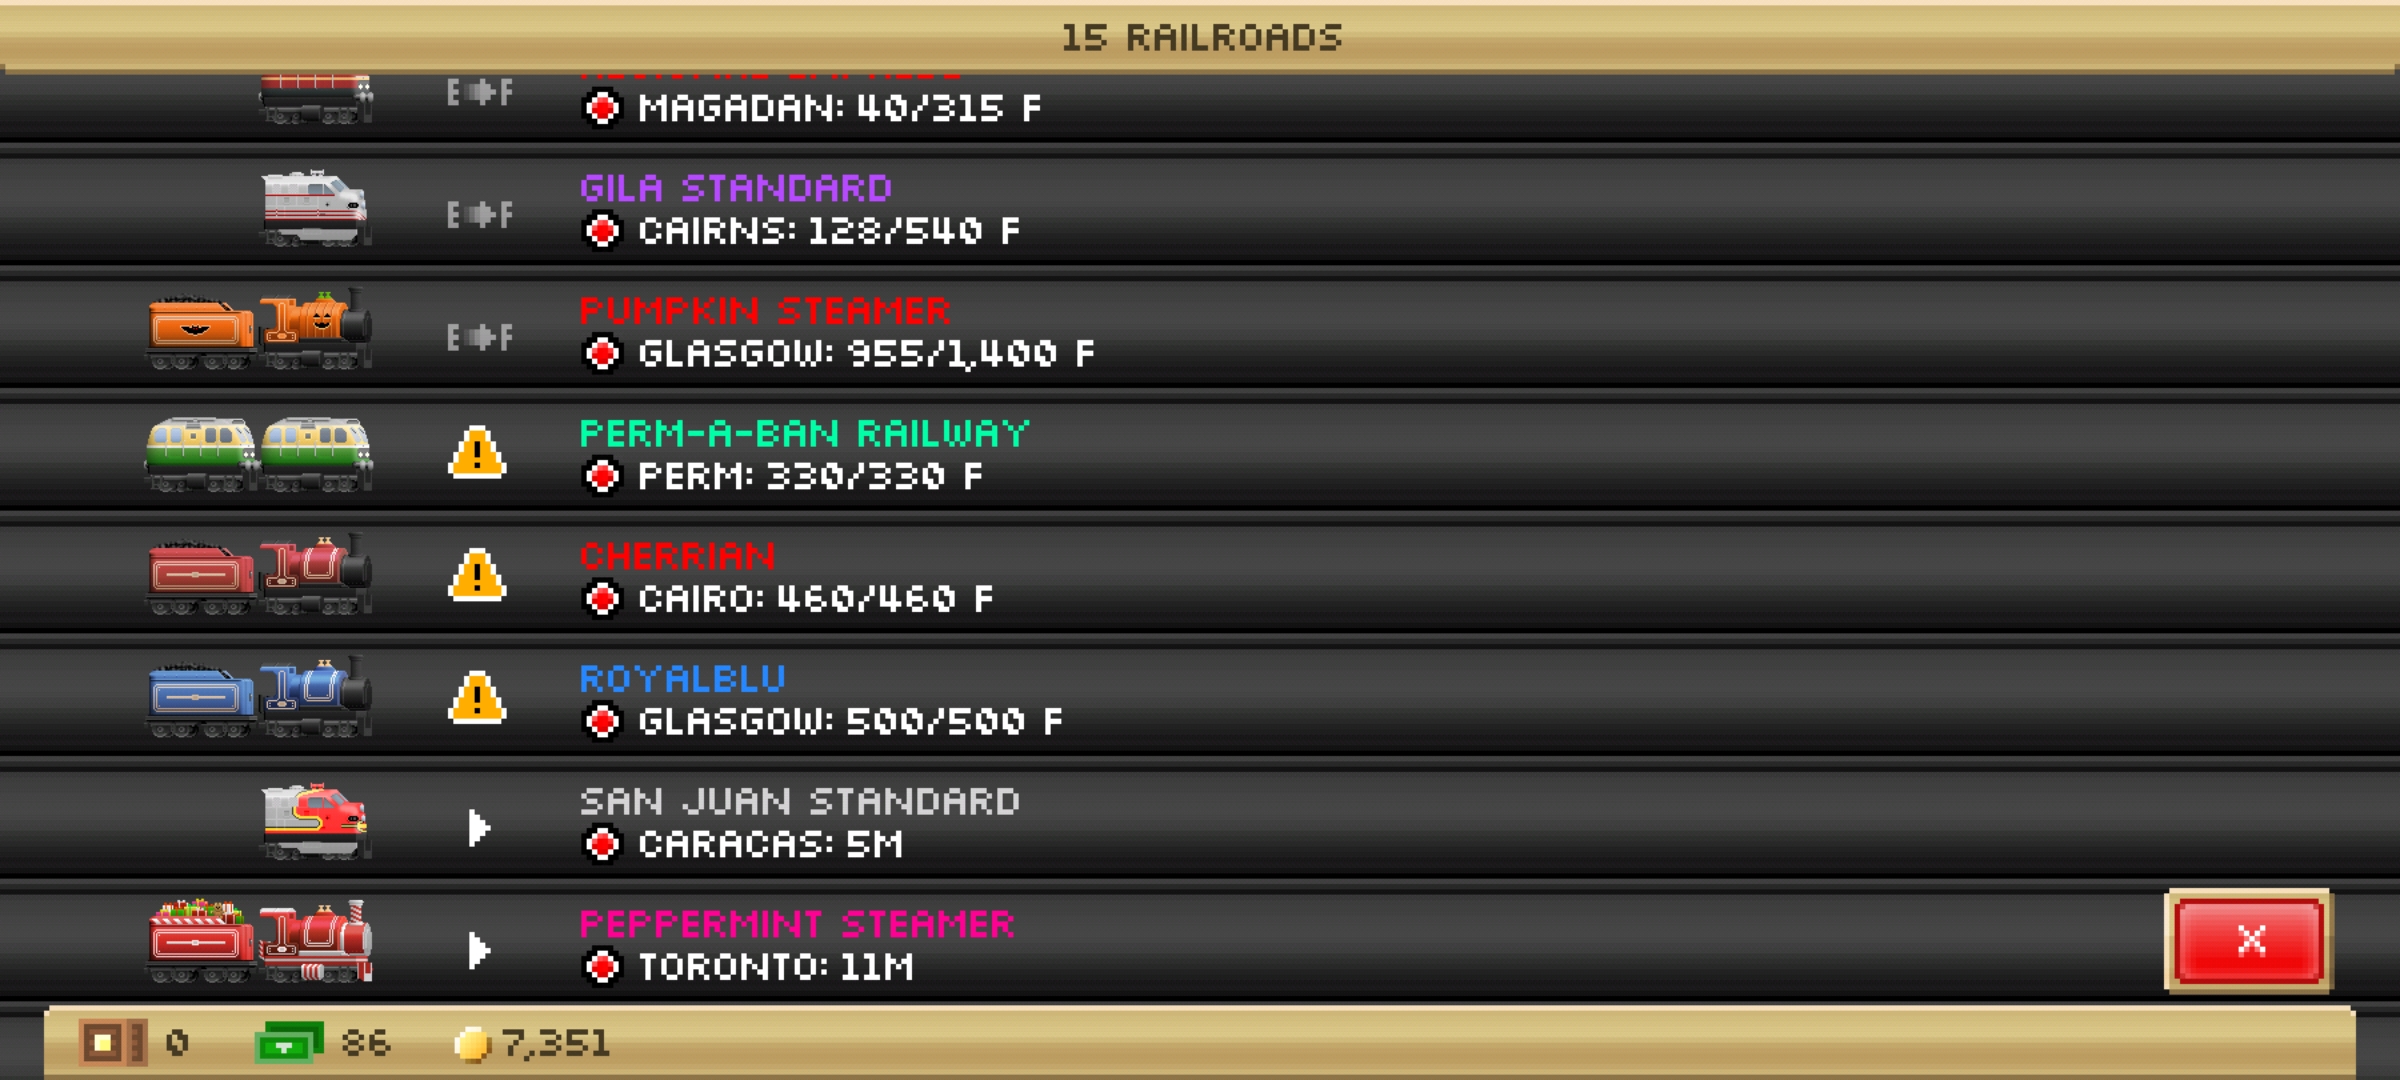 15 RAILROADS
E F
MAGADAN: 40/315 F
GILA STANDARD
E F
CAIRNS: 128/540 F
PUMPKIN STEAMER
E F
GLASGOW: 955/1,400 F
PERM-A-BAN RAILWAY
PERM: 330/330 F
CHERRIAN
CAIRO: 460/460 F
ROYALBLU
GLASGOW: 500/500 F
SAN JUAN STANDARD
CARACAS: 5M
PEPPERMINT STEAMER
TORONTO: 11M
X
0 86 7,351